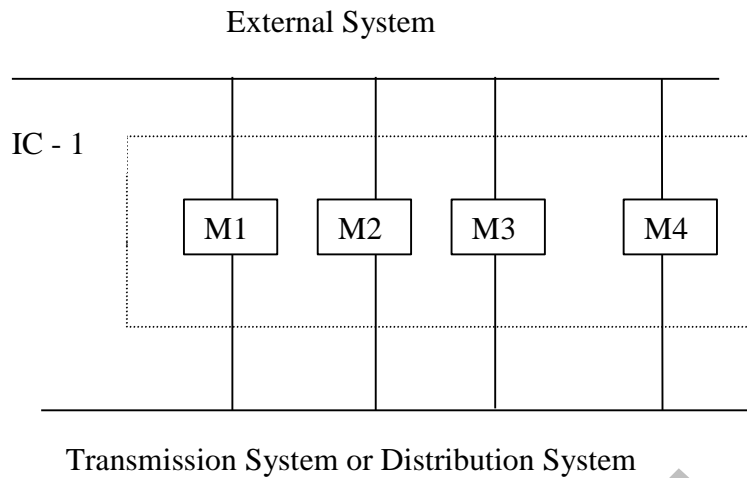 External System
IC - 1
M1 M2 M3 M4
Transmission System or Distribution System